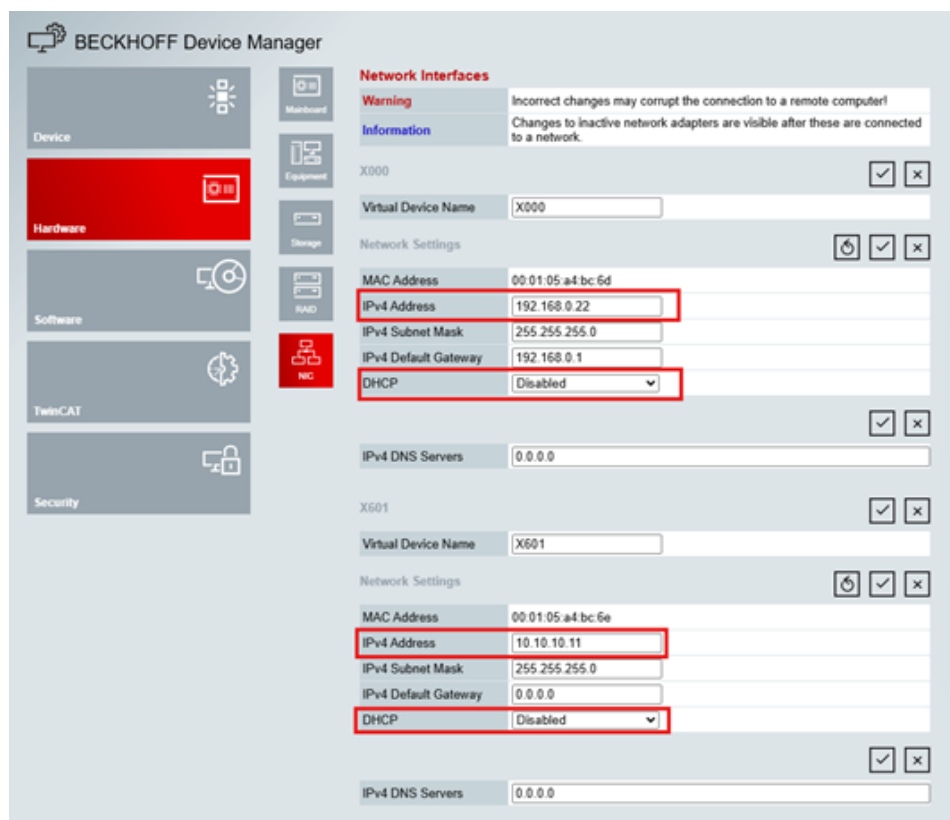 BECKHOFF Device Manager
Device
Hardware
Software
TwinCAT
Security
Mainboard
Equipment
Storage
RAID
NIC
Network Interfaces
Warning Incorrect changes may corrupt the connection to a remote computer!
Information Changes to inactive network adapters are visible after these are connected
to a network.
X000
Virtual Device Name X000
Network Settings
MAC Address 00:01:05:a4:bc:6d
IPv4 Address 192.168.0.22
IPv4 Subnet Mask 255.255.255.0
IPv4 Default Gateway 192.168.0.1
DHCP Disabled
IPv4 DNS Servers 0.0.0.0
X601
Virtual Device Name X601
Network Settings
MAC Address 00:01:05:a4:bc:6e
IPv4 Address 10.10.10.11
IPv4 Subnet Mask 255.255.255.0
IPv4 Default Gateway 0.0.0.0
DHCP Disabled
IPv4 DNS Servers 0.0.0.0